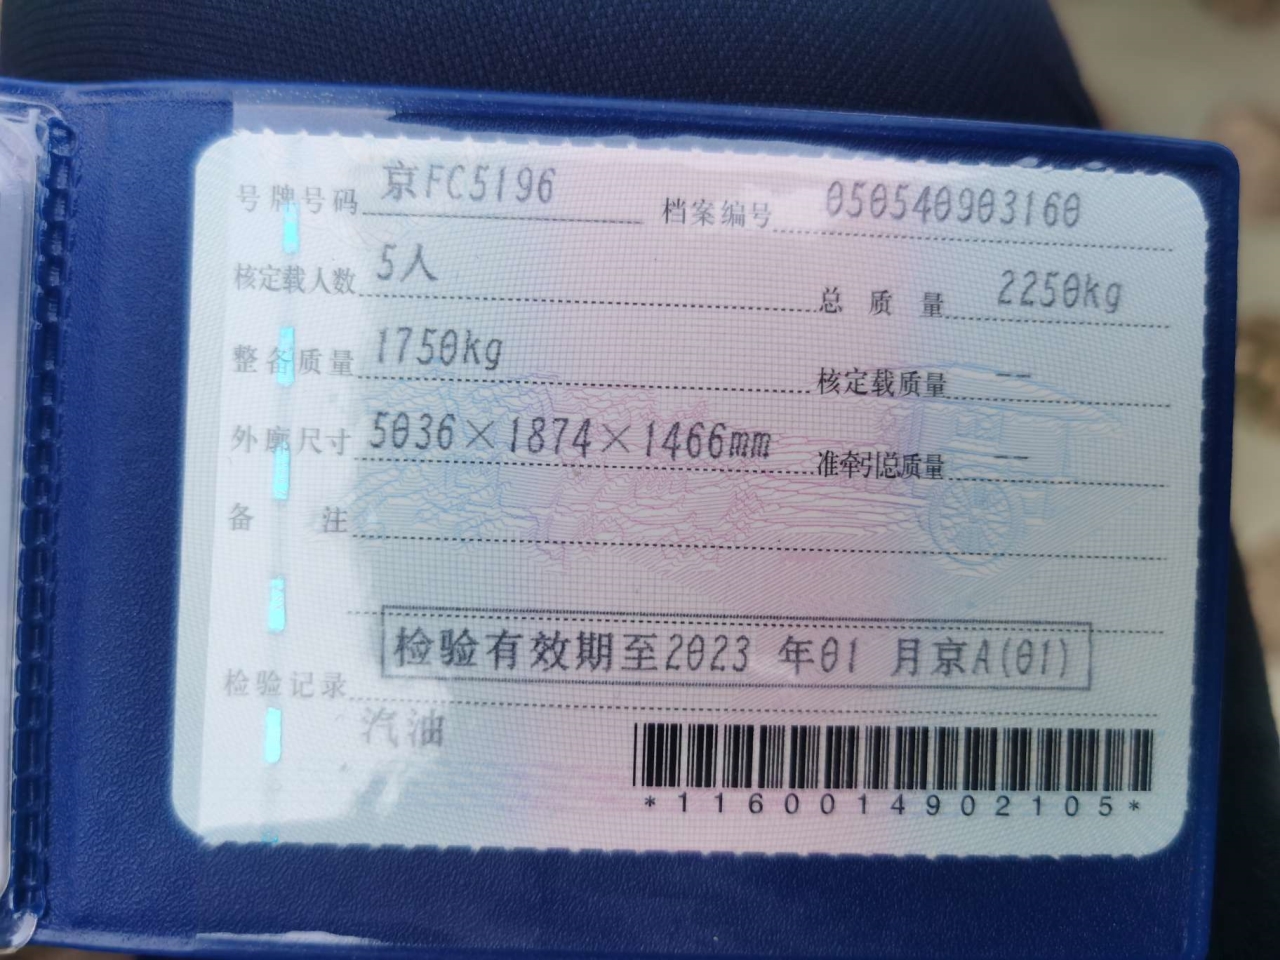 号牌号码 京FC5196 档案编号 050540903160
核定载人数 5人 总质量 2250kg
整备质量 1750kg 核定载质量 --
外廓尺寸 5036×1874×1466mm 准牵引总质量 --
备注
检验有效期至2023 年01 月京A(01)
检验记录
汽油
*1160014902105*